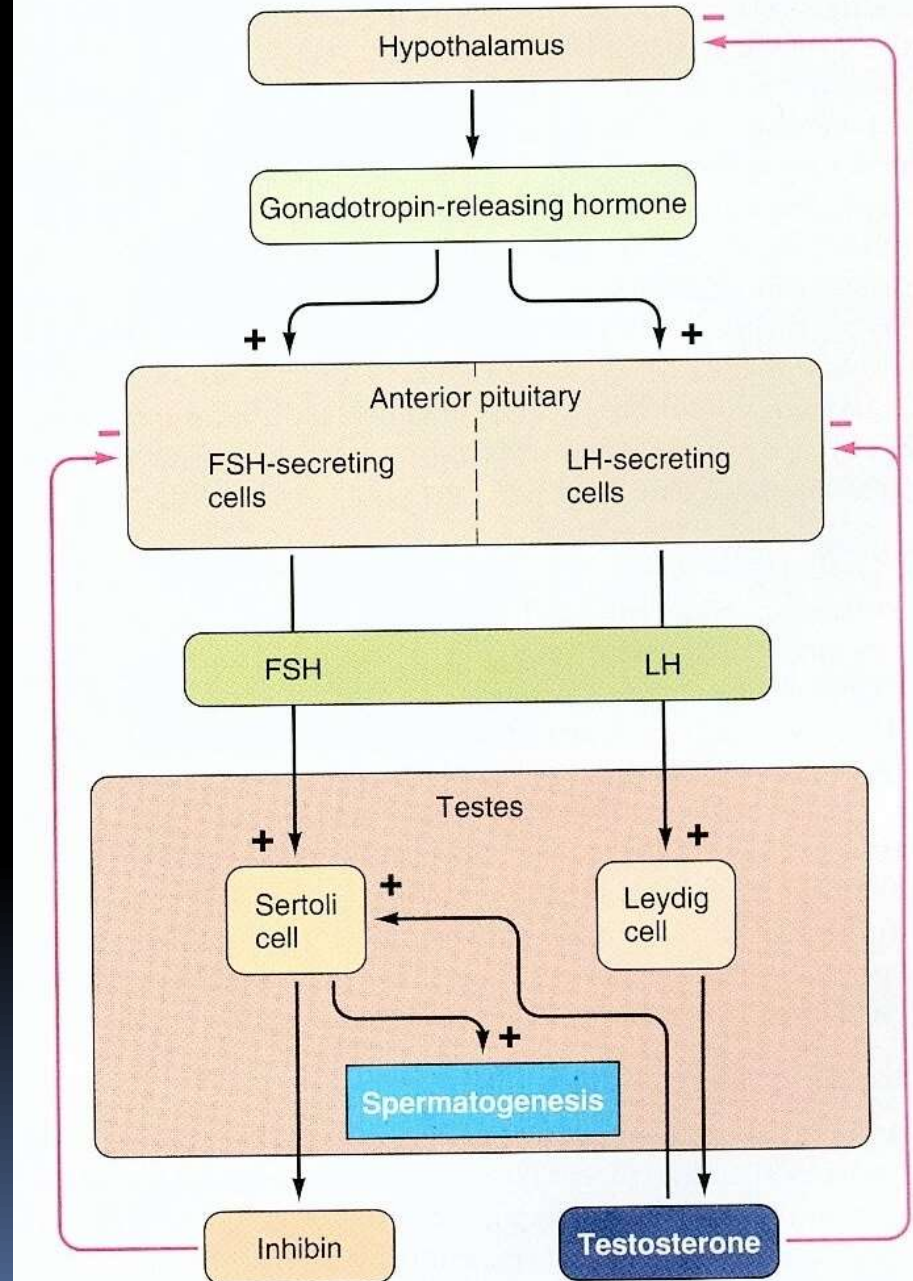 Hypothalamus
Gonadotropin-releasing hormone
+
+
Anterior pituitary
FSH-secreting
cells
LH-secreting
cells
FSH
LH
Testes
+
+
+
Sertoli
cell
Leydig
cell
+
Spermatogenesis
Inhibin
Testosterone